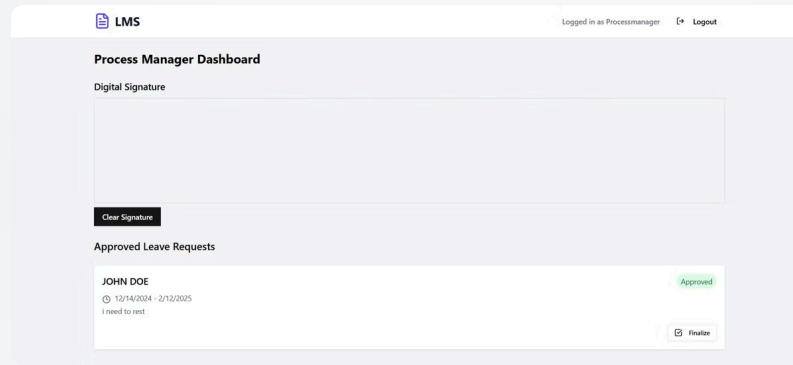 LMS
Logged in as Processmanager
Logout
Process Manager Dashboard
Digital Signature
Clear Signature
Approved Leave Requests
JOHN DOE
Approved
12/14/2024 - 2/12/2025
i need to rest
Finalize